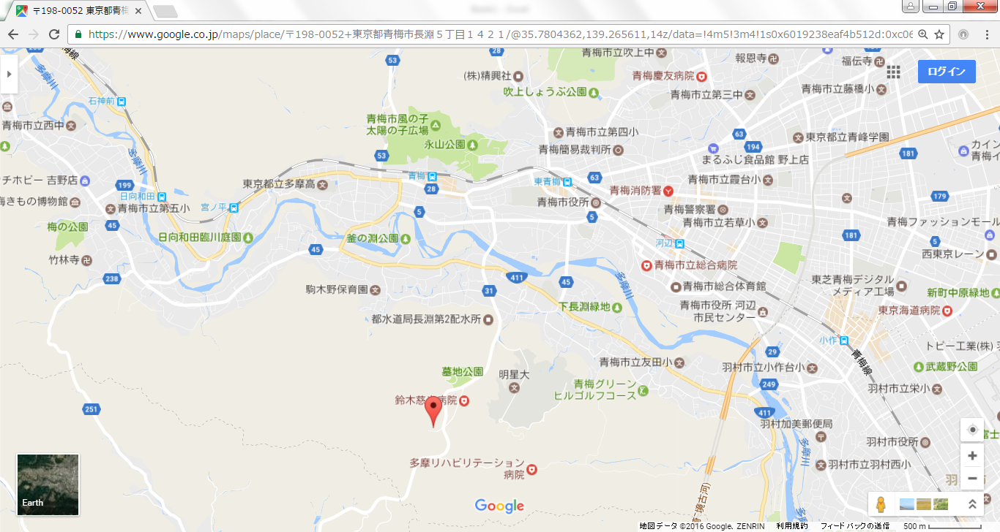 〒198-0052 東京都青梅
https://www.google.co.jp/maps/place/〒198-0052+東京都青梅市長淵５丁目１４２１/@35.7804362,139.265611,14z/data=!4m5!3m4!1s0x6019238eaf4b512d:0xc06
ログイン
53
28
青梅市立吹上中
報恩寺
福伝寺
多摩川
(株)精興社
青梅慶友病院
吹上しょうぶ公園
青梅市立第三中
青梅市立藤橋小
石神前
青梅市立西中
青梅市風の子
太陽の子広場
永山公園
青梅市立第四小
青梅簡易裁判所
63
194
東京都立青峰学園
まるふじ食品館 野上店
181
カイン
青梅イ
53
多摩川
チホビー 吉野店
199
東京都立多摩高
青梅
28
東青梅
63
青梅市立霞台小
日向和田
梅きもの博物館
青梅市立第五小
宮ノ平
青梅市役所
青梅消防署
179
青梅警察署
5
5
青梅市立若草小
青梅ファッションモール
梅の公園
45
日向和田臨川庭園
釜の淵公園
河辺
181
5
竹林寺
45
西東京レーン
青梅市立総合病院
238
411
45
多摩川
東芝青梅デジタル
メディア工場
駒木野保育園
31
青梅市総合体育館
新町中原緑地
下長淵緑地
青梅市役所 河辺
市民センター
東京海道病院
都水道局長淵第2配水所
小作
トピー工業(株)
29
青梅線
青梅市立友田小
羽村市立小作台小
武蔵野公園
墓地公園
明星大
青梅グリーン
ヒルゴルフコース
249
羽村市立栄小
251
411
羽村加美郵便局
羽村市役所
多摩リハビリテーション
病院
多摩川
羽村市立羽村西小
Earth
Google
地図データ ©2016 Google, ZENRIN
利用規約
フィードバックの送信
500 m